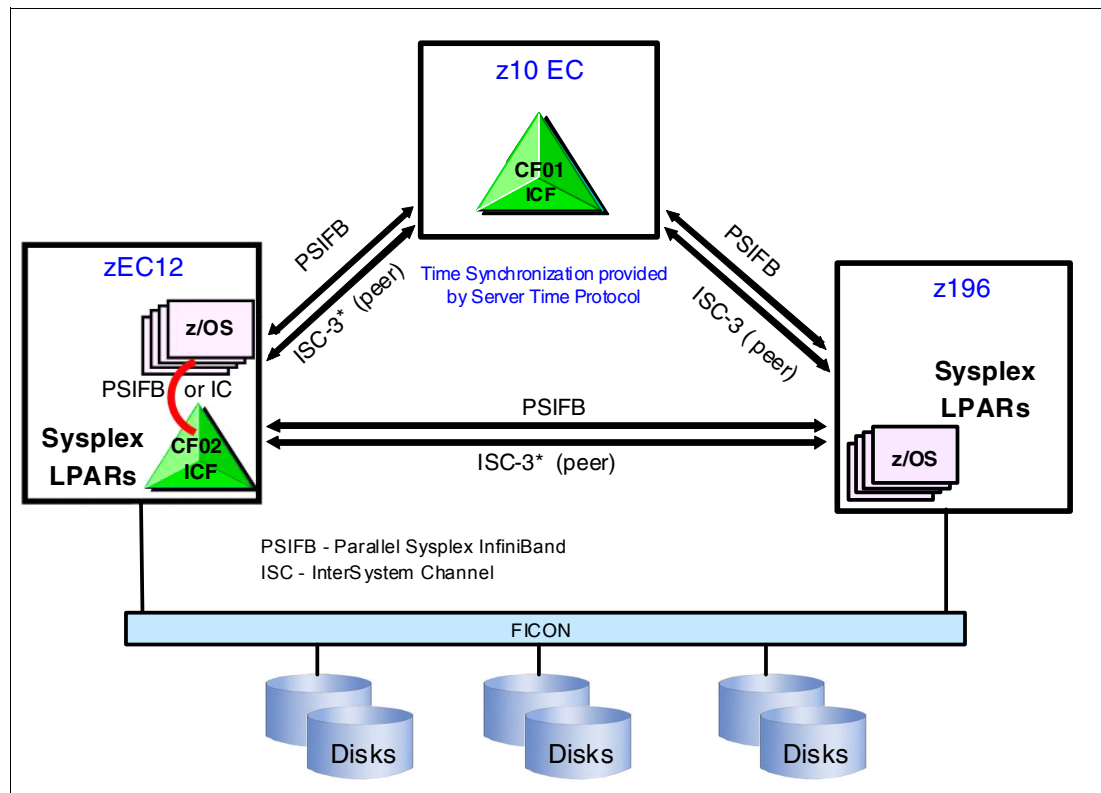 z10 EC
CF01
ICF
PSIFB
ISC-3* (peer)
PSIFB
ISC-3 (peer)
Time Synchronization provided
by Server Time Protocol
zEC12
z/OS
PSIFB or IC
Sysplex
LPARs
CF02
ICF
PSIFB
ISC-3* (peer)
z196
Sysplex
LPARs
z/OS
PSIFB - Parallel Sysplex InfiniBand
ISC - InterSystem Channel
FICON
Disks
Disks
Disks